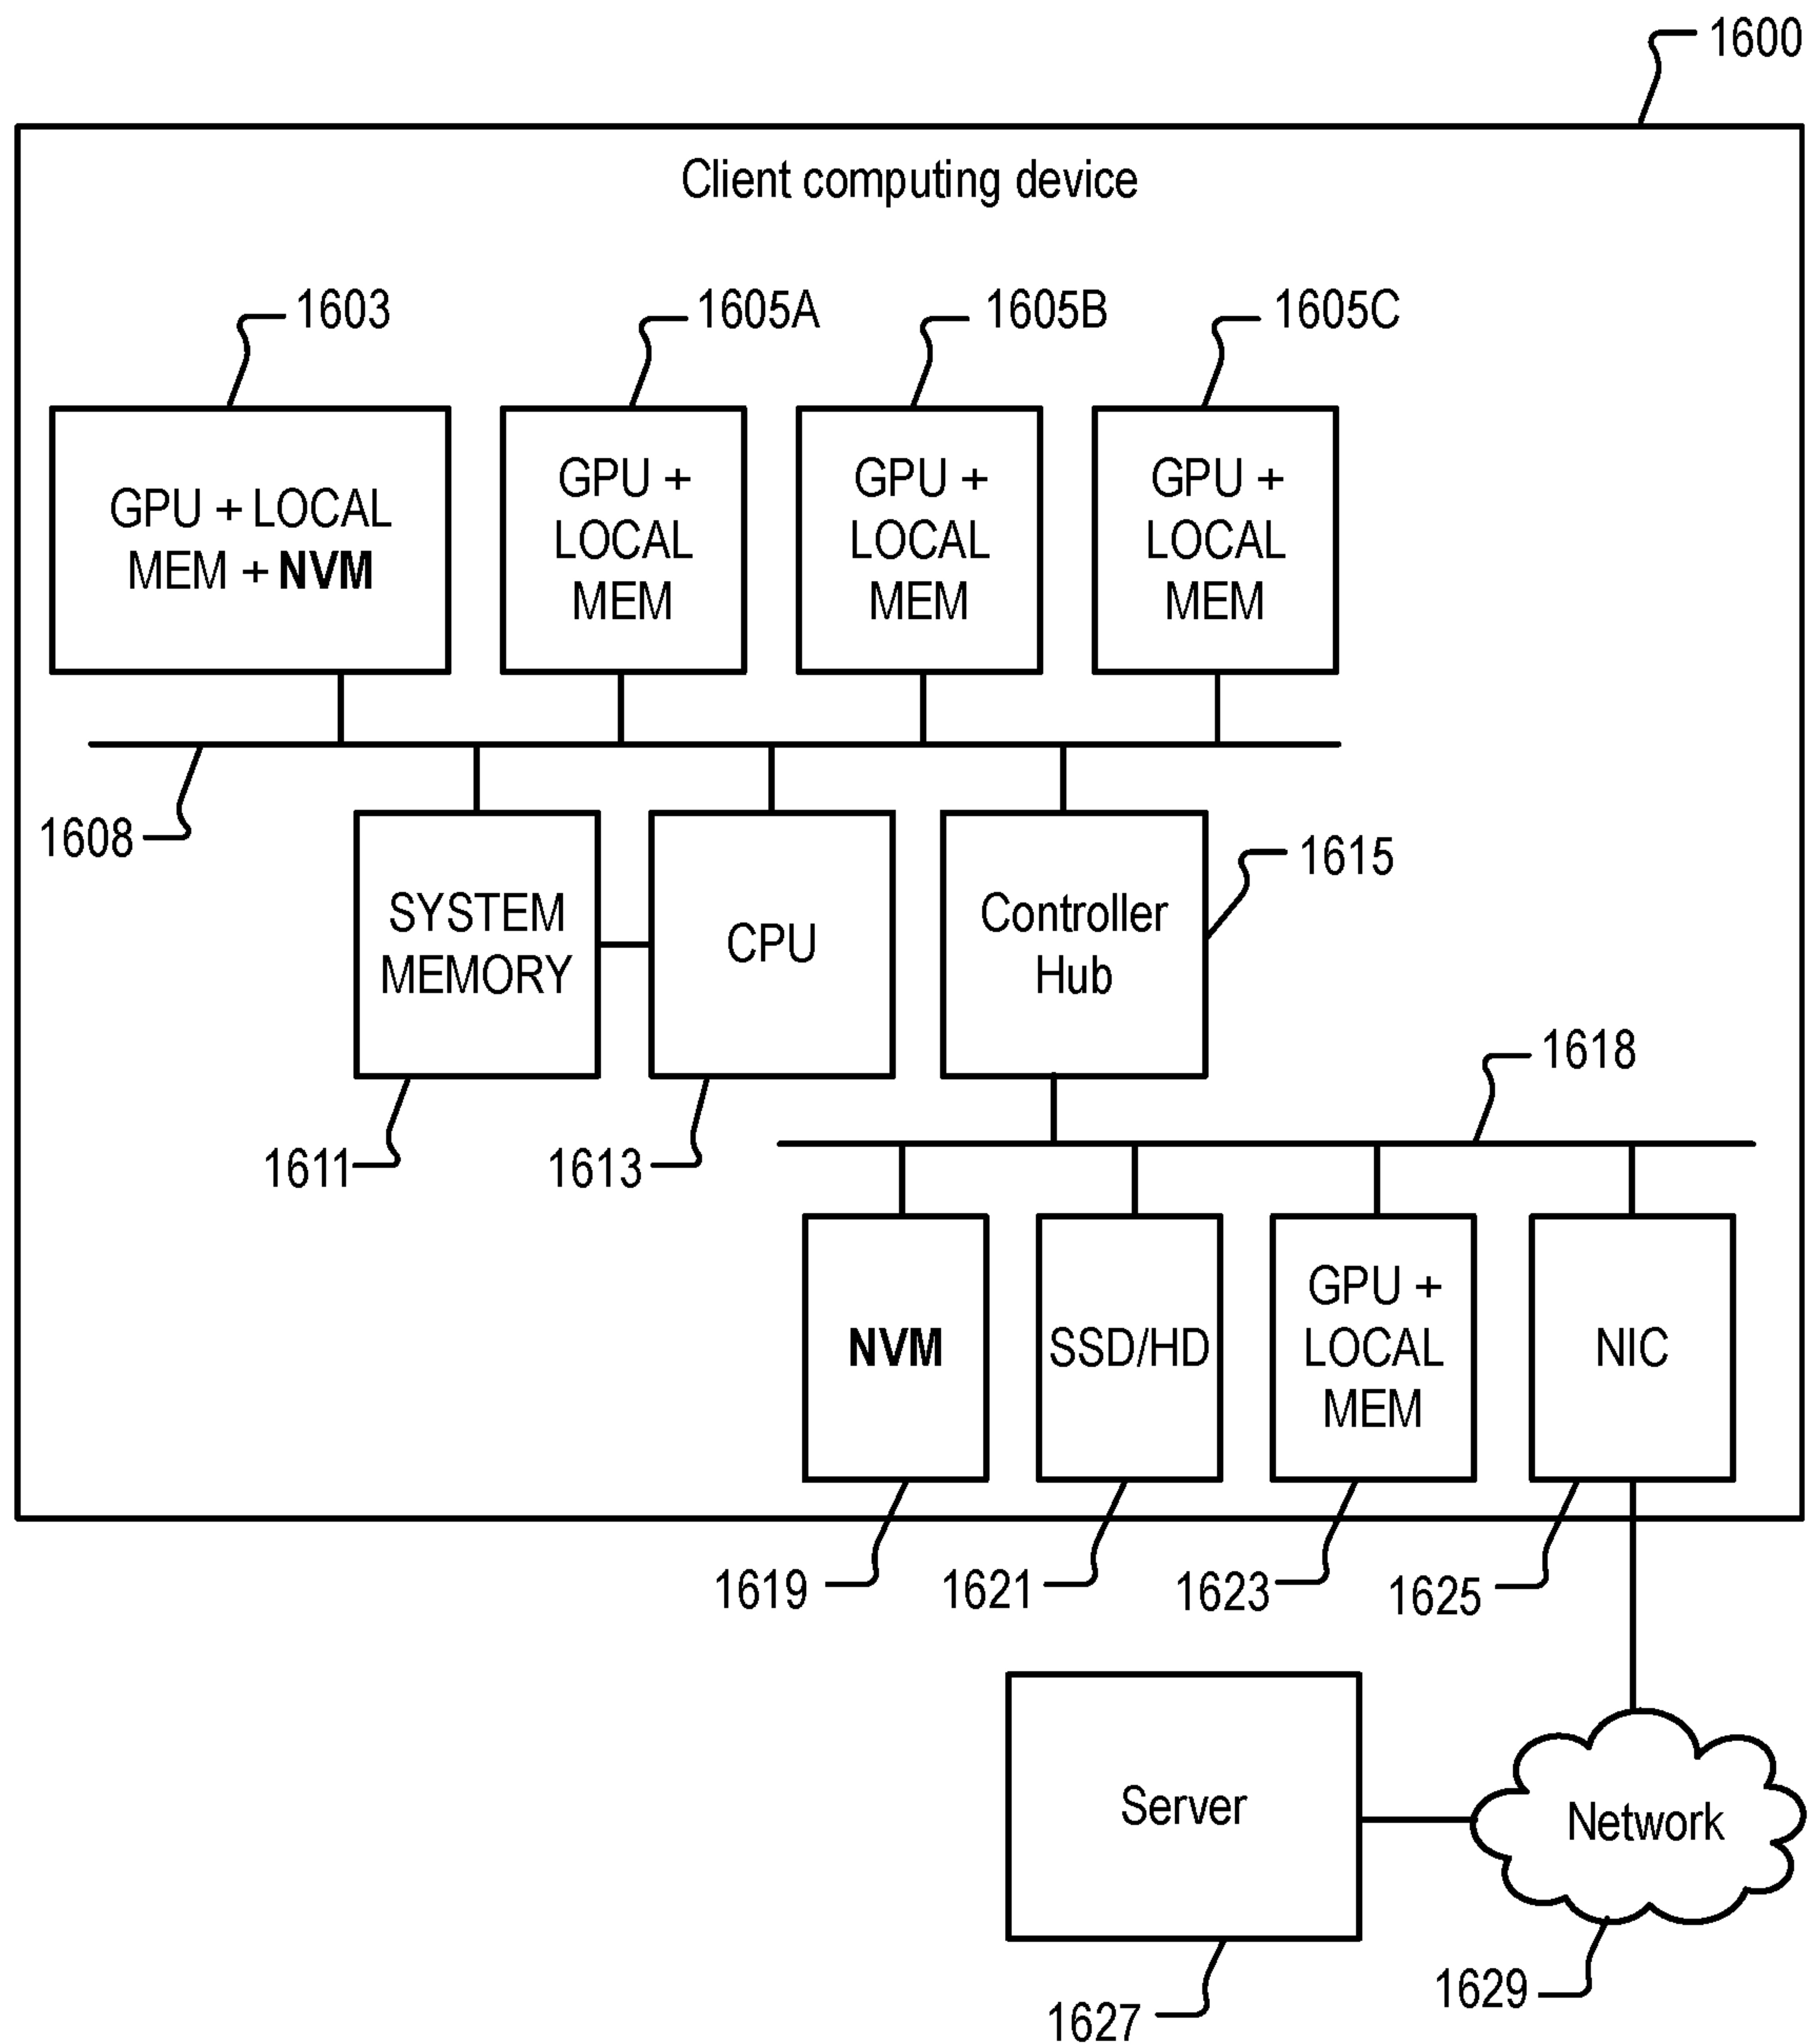 1600
Client computing device
1603
1605A
1605B
1605C
GPU + LOCAL
MEM + NVM
GPU +
LOCAL
MEM
GPU +
LOCAL
MEM
GPU +
LOCAL
MEM
1608
SYSTEM
MEMORY
CPU
Controller
Hub
1615
1611
1613
1618
NVM
SSD/HD
GPU +
LOCAL
MEM
NIC
1619
1621
1623
1625
Server
Network
1627
1629